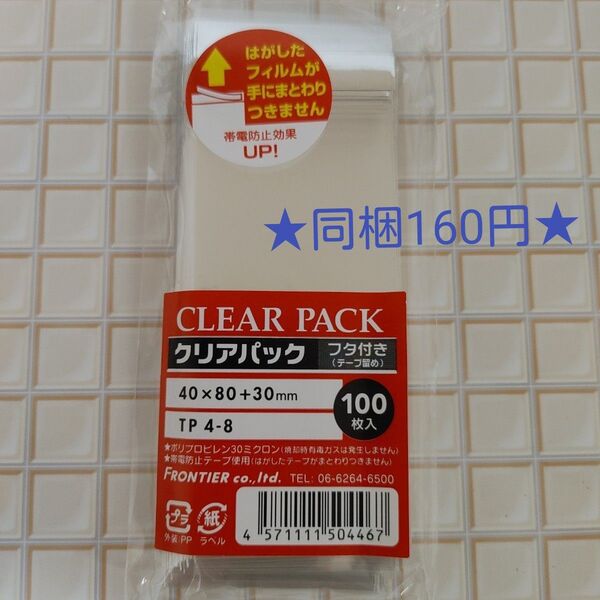 はがした
フィルムが
手にまとわり
つきません
帯電防止効果
UP!
★同梱160円★
CLEAR PACK
クリアパック フタ付き
(テープ留め)
40×80+30mm
TP 4-8
100
枚入
★ポリプロピレン30ミクロン(焼却時有毒ガスは発生しません)
★帯電防止テープ使用(はがしたテープがまとわりつきません)
FRONTIER co.,ltd. TEL: 06-6264-6500
プラ 紙
外装:PP ラベル
4 571111 504467